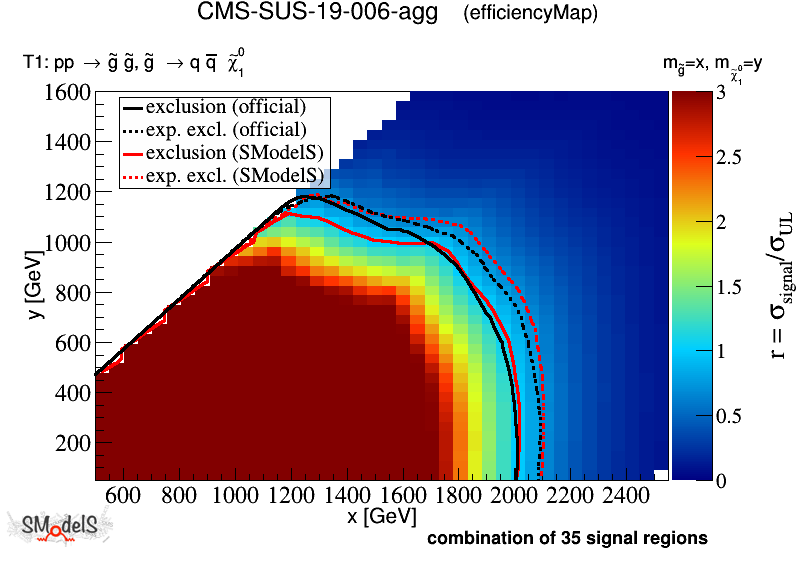 CMS-SUS-19-006-agg (efficiencyMap)
T1: pp → g̃ g̃, g̃ → q q̅ χ̃₁⁰
m_g̃=x, m_χ̃₁⁰=y
exclusion (official)
exp. excl. (official)
exclusion (SModelS)
exp. excl. (SModelS)
1600
1400
1200
1000
800
600
400
200
y [GeV]
600 800 1000 1200 1400 1600 1800 2000 2200 2400
x [GeV]
3
2.5
2
1.5
1
0.5
0
r = σ_signal/σ_UL
SModelS
combination of 35 signal regions